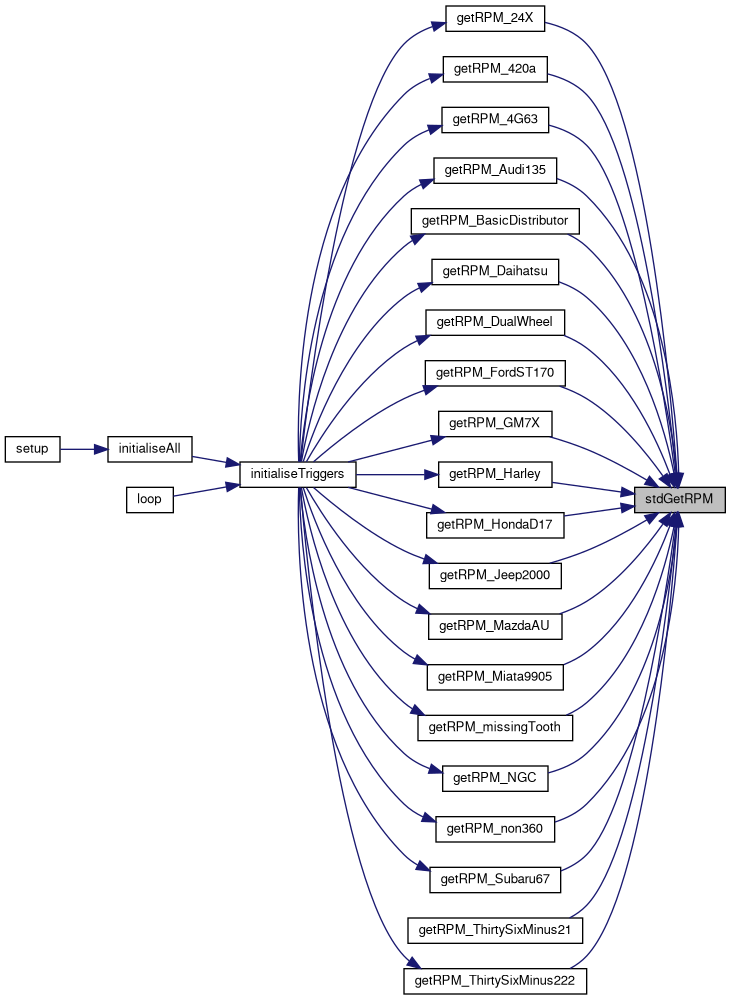 getRPM_24X
getRPM_420a
getRPM_4G63
getRPM_Audi135
getRPM_BasicDistributor
getRPM_Daihatsu
getRPM_DualWheel
getRPM_FordST170
getRPM_GM7X
setup
initialiseAll
initialiseTriggers
getRPM_Harley
loop
stdGetRPM
getRPM_HondaD17
getRPM_Jeep2000
getRPM_MazdaAU
getRPM_Miata9905
getRPM_missingTooth
getRPM_NGC
getRPM_non360
getRPM_Subaru67
getRPM_ThirtySixMinus21
getRPM_ThirtySixMinus222